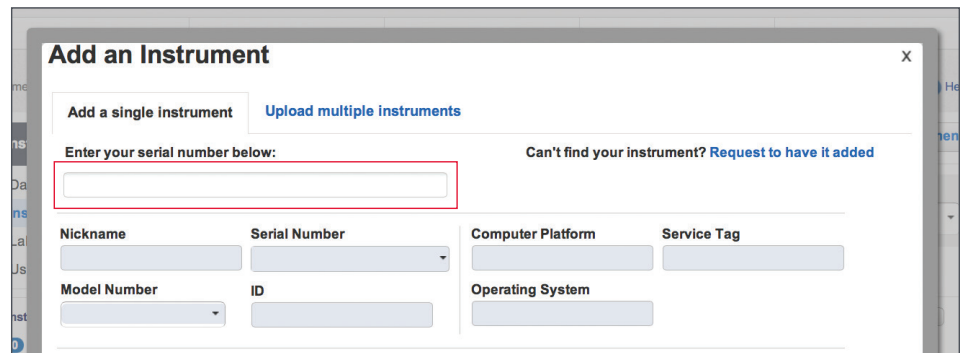 Add an Instrument
X
Add a single instrument
Upload multiple instruments
Enter your serial number below:
Can't find your instrument? Request to have it added
Nickname
Serial Number
Computer Platform
Service Tag
Model Number
ID
Operating System